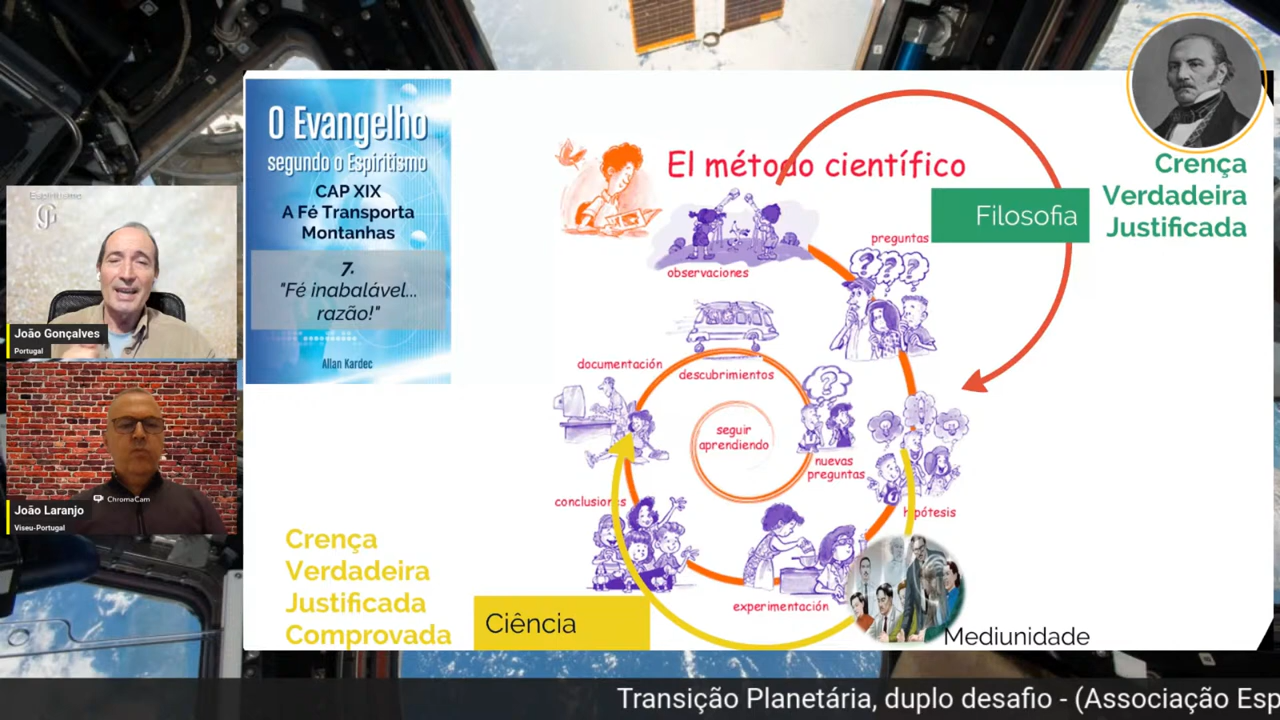 O Evangelho
segundo o Espiritismo
CAP XIX
A Fé Transporta
Montanhas
7.
"Fé inabalável...
razão!"
Allan Kardec
El método científico
observaciones
preguntas
descubrimientos
documentación
seguir
aprendiendo
nuevas
preguntas
hipótesis
conclusiones
experimentación
Filosofia
Crença
Verdadeira
Justificada
Crença
Verdadeira
Justificada
Comprovada
Ciência
Mediunidade
Espiritismo
João Gonçalves
Portugal
ChromaCam
João Laranjo
Viseu-Portugal
Transição Planetária, duplo desafio - (Associação Esp